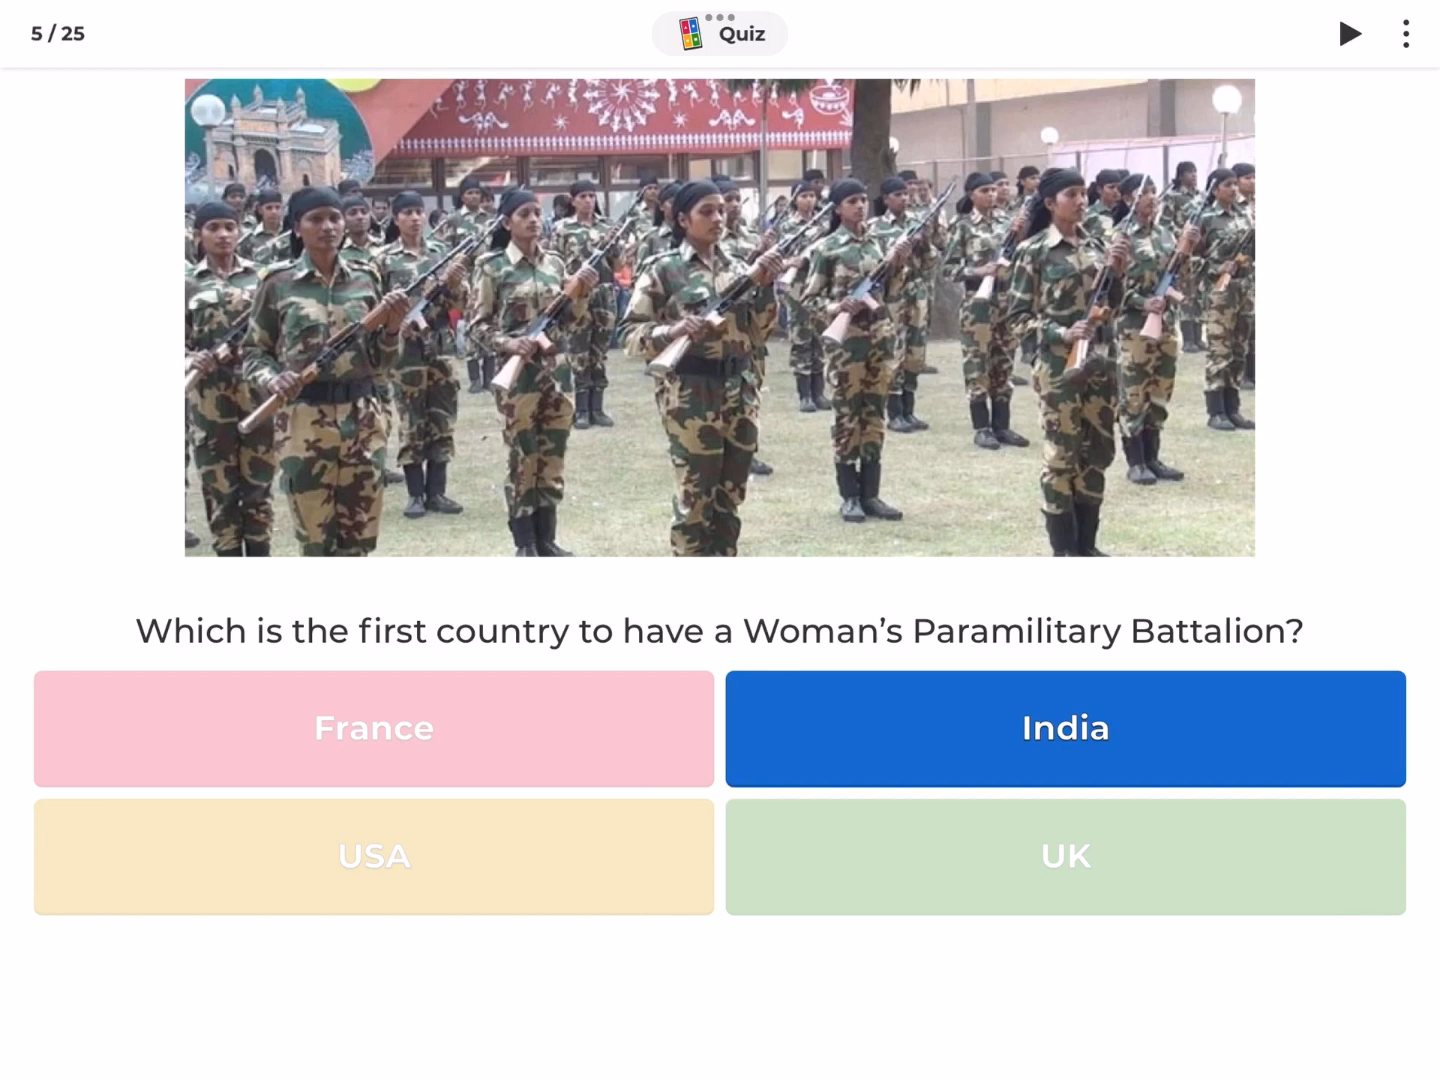 5 / 25
Quiz
Which is the first country to have a Woman’s Paramilitary Battalion?
France
India
USA
UK